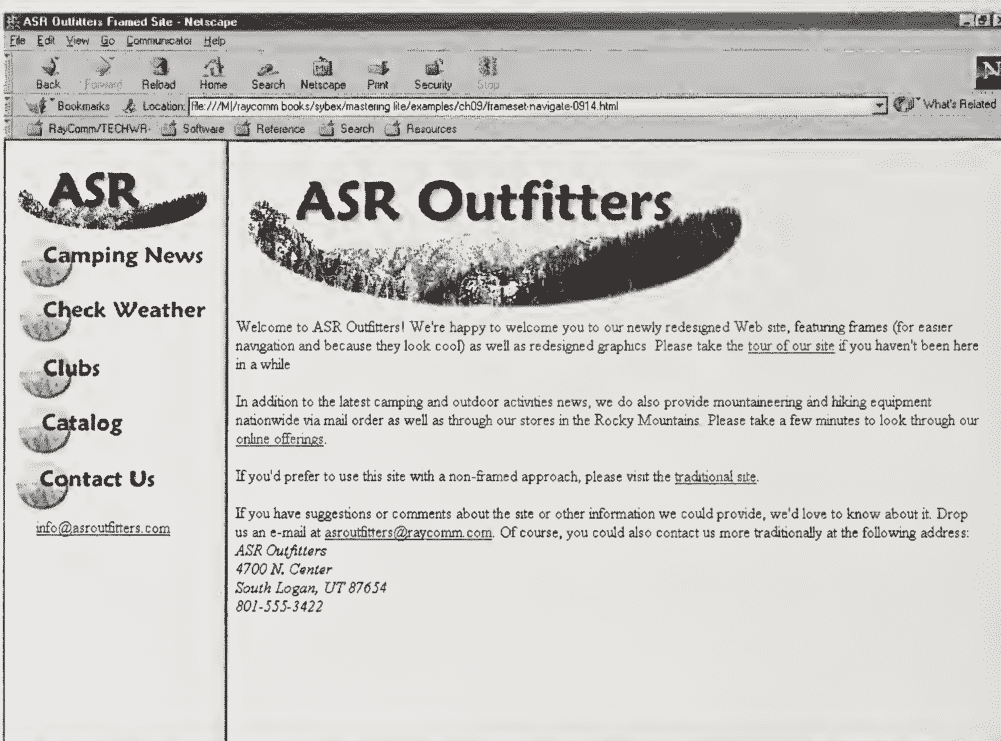 ASR Outfitters Framed Site - Netscape
File Edit View Go Communicator Help
Back Forward Reload Home Search Netscape Print Security Stop
Bookmarks Location: file:///M|/raycomm books/sybex/mastering lite/examples/ch09/frameset-navigate-0914.html What's Related
RayComm/TECHWR- Software Reference Search Resources
ASR
Camping News
Check Weather
Clubs
Catalog
Contact Us
info@asroutfitters.com
ASR Outfitters
Welcome to ASR Outfitters! We're happy to welcome you to our newly redesigned Web site, featuring frames (for easier
navigation and because they look cool) as well as redesigned graphics. Please take the tour of our site if you haven't been here
in a while
In addition to the latest camping and outdoor activities news, we do also provide mountaineering and hiking equipment
nationwide via mail order as well as through our stores in the Rocky Mountains. Please take a few minutes to look through our
online offerings.
If you'd prefer to use this site with a non-framed approach, please visit the traditional site.
If you have suggestions or comments about the site or other information we could provide, we'd love to know about it. Drop
us an e-mail at asroutfitters@raycomm.com. Of course, you could also contact us more traditionally at the following address:
ASR Outfitters
4700 N. Center
South Logan, UT 87654
801-555-3422